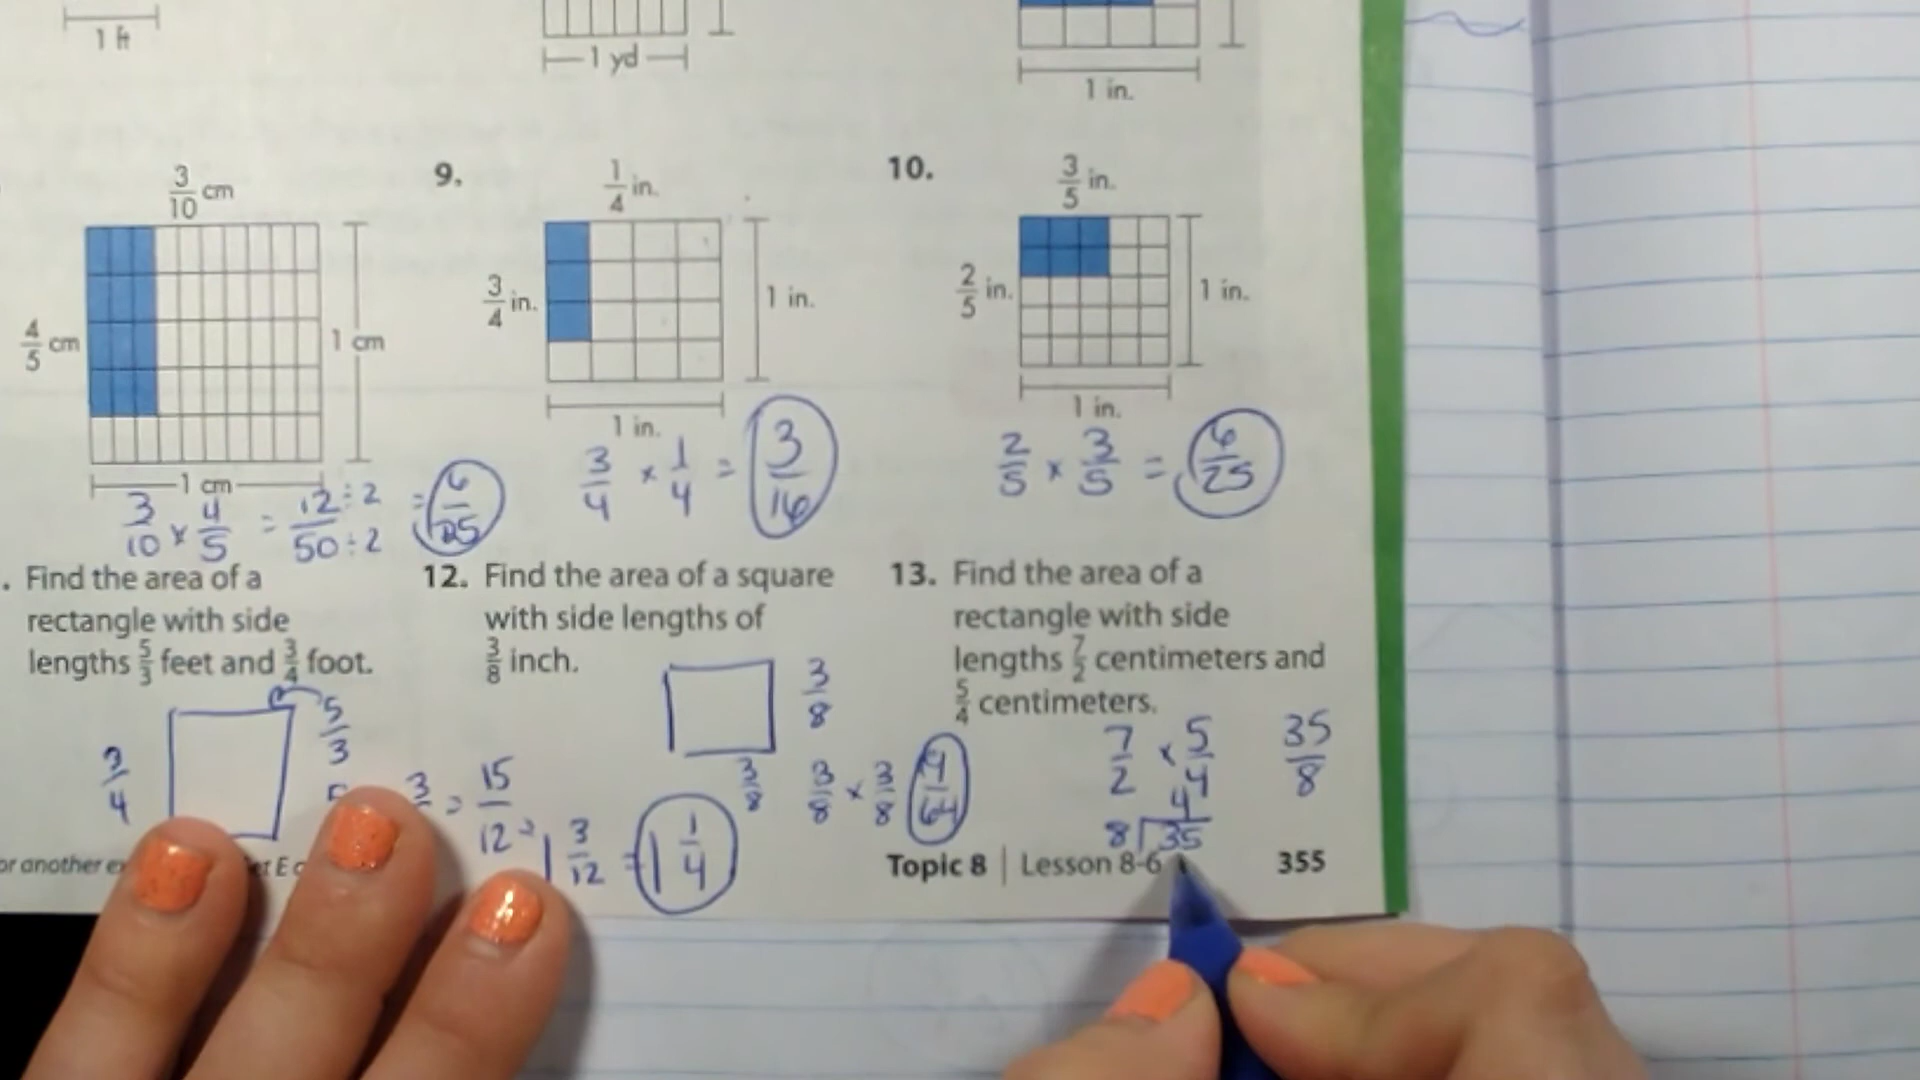 1 ft
1 yd
1 in.
3/10 cm
4/5 cm
1 cm
1 cm
3/10 × 4/5 = 12÷2/50÷2 = 6/25
9.
1/4 in.
3/4 in.
1 in.
1 in.
3/4 × 1/4 = 3/16
10.
3/5 in.
2/5 in.
1 in.
1 in.
2/5 × 3/5 = 6/25
. Find the area of a
rectangle with side
lengths 5/3 feet and 3/4 foot.
5/3
3/4
3
= 15/12 =
1 3/12 = 1 1/4
12. Find the area of a square
with side lengths of
3/8 inch.
3/8
3/8
3/8 × 3/8 9/64
13. Find the area of a
rectangle with side
lengths 7/2 centimeters and
5/4 centimeters.
7/2 × 5/4 35/8
4
8 35
or another
Topic 8 | Lesson 8-6 355